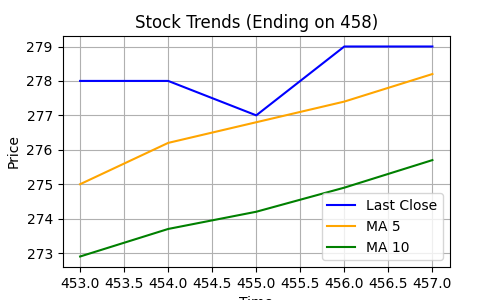 Stock Trends (Ending on 458)
279
278
277
276
275
274
273
Price
Last Close
MA 5
MA 10
453.0 453.5 454.0 454.5 455.0 455.5 456.0 456.5 457.0
Time